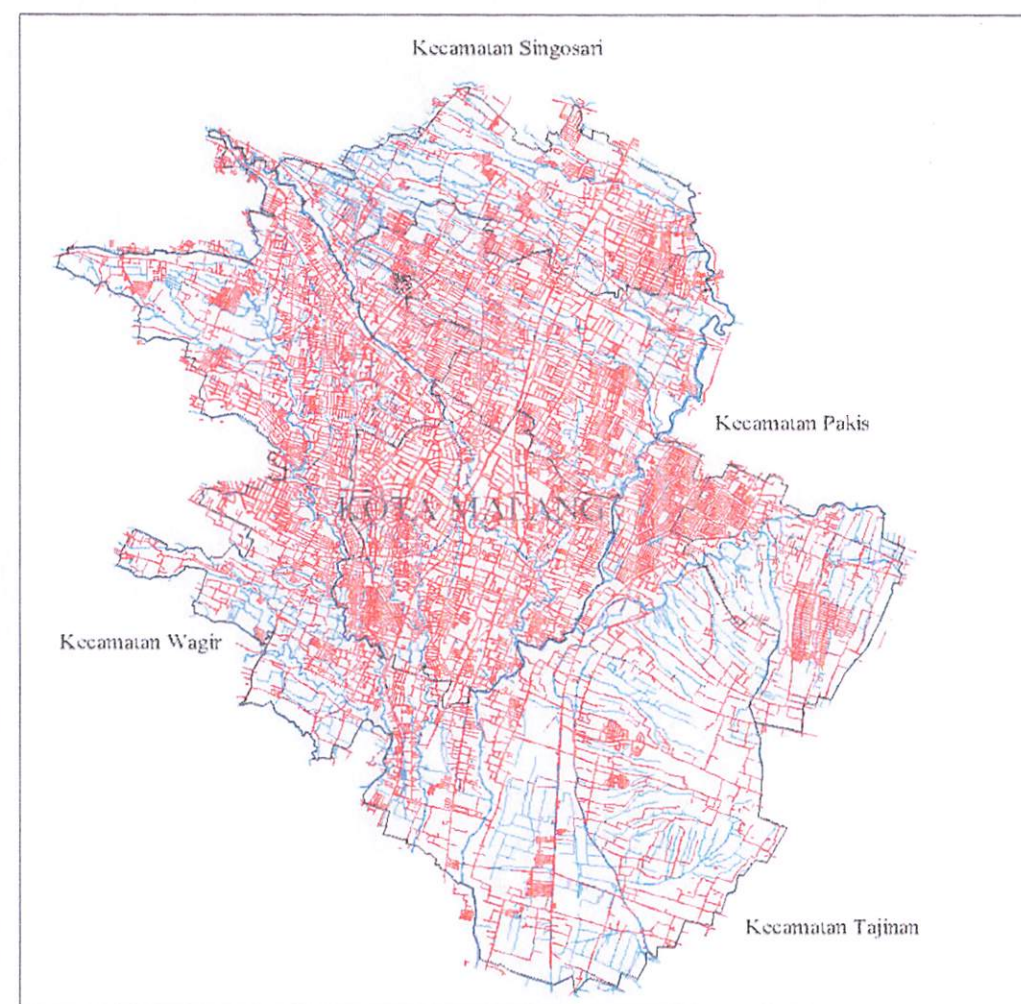 Kecamatan Singosari
Kecamatan Pakis
KOTA MALANG
Kecamatan Wagir
Kecamatan Tajinan